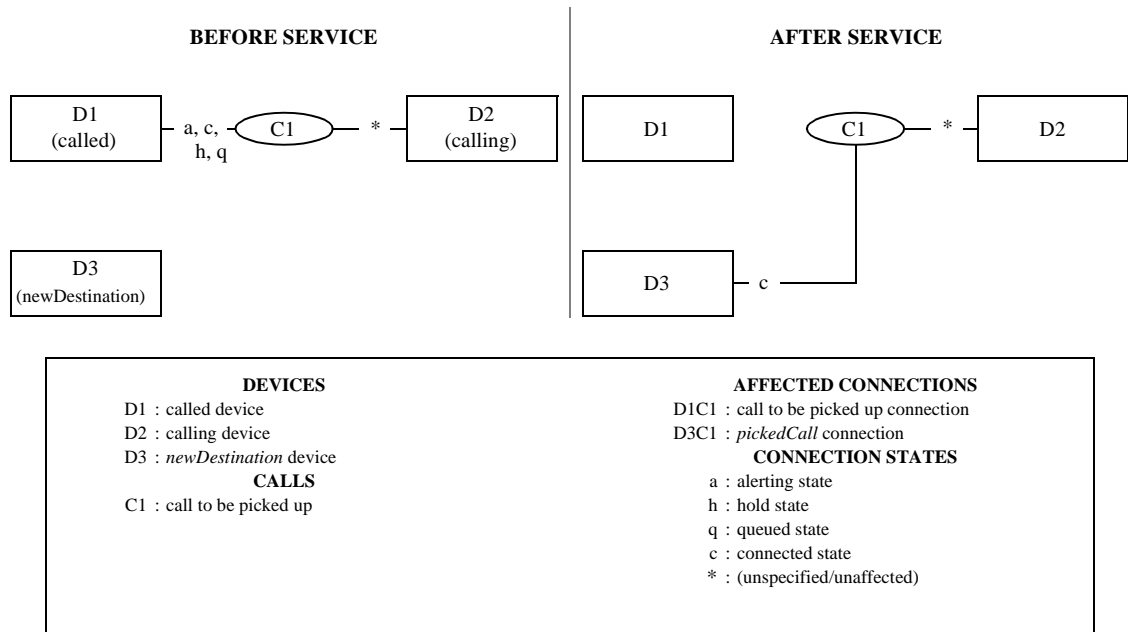 BEFORE SERVICE
D1
(called)
a, c,
h, q
C1
*
D2
(calling)
D3
(newDestination)
AFTER SERVICE
D1
C1
*
D2
D3
c
DEVICES
D1 : called device
D2 : calling device
D3 : newDestination device
CALLS
C1 : call to be picked up
AFFECTED CONNECTIONS
D1C1 : call to be picked up connection
D3C1 : pickedCall connection
CONNECTION STATES
a : alerting state
h : hold state
q : queued state
c : connected state
* : (unspecified/unaffected)